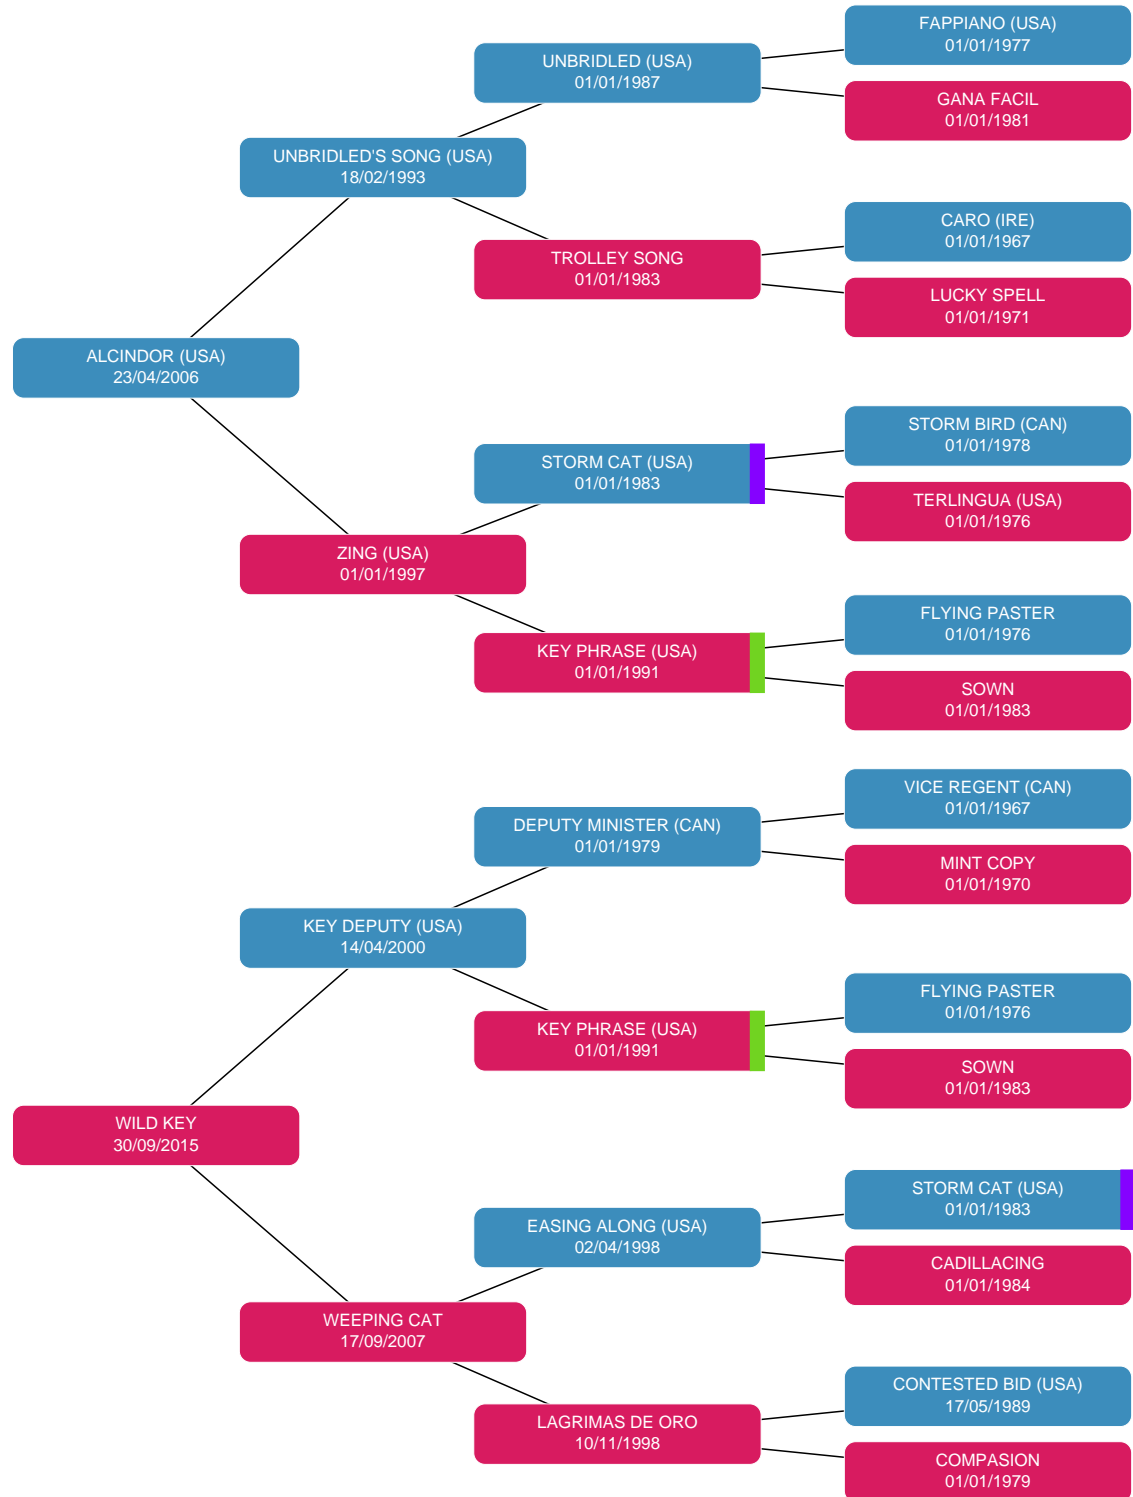 FAPPIANO (USA)
01/01/1977
UNBRIDLED (USA)
01/01/1987
GANA FACIL
01/01/1981
UNBRIDLED'S SONG (USA)
18/02/1993
CARO (IRE)
01/01/1967
TROLLEY SONG
01/01/1983
LUCKY SPELL
01/01/1971
ALCINDOR (USA)
23/04/2006
STORM BIRD (CAN)
01/01/1978
STORM CAT (USA)
01/01/1983
TERLINGUA (USA)
01/01/1976
ZING (USA)
01/01/1997
FLYING PASTER
01/01/1976
KEY PHRASE (USA)
01/01/1991
SOWN
01/01/1983
VICE REGENT (CAN)
01/01/1967
DEPUTY MINISTER (CAN)
01/01/1979
MINT COPY
01/01/1970
KEY DEPUTY (USA)
14/04/2000
FLYING PASTER
01/01/1976
KEY PHRASE (USA)
01/01/1991
SOWN
01/01/1983
WILD KEY
30/09/2015
STORM CAT (USA)
01/01/1983
EASING ALONG (USA)
02/04/1998
CADILLACING
01/01/1984
WEEPING CAT
17/09/2007
CONTESTED BID (USA)
17/05/1989
LAGRIMAS DE ORO
10/11/1998
COMPASION
01/01/1979